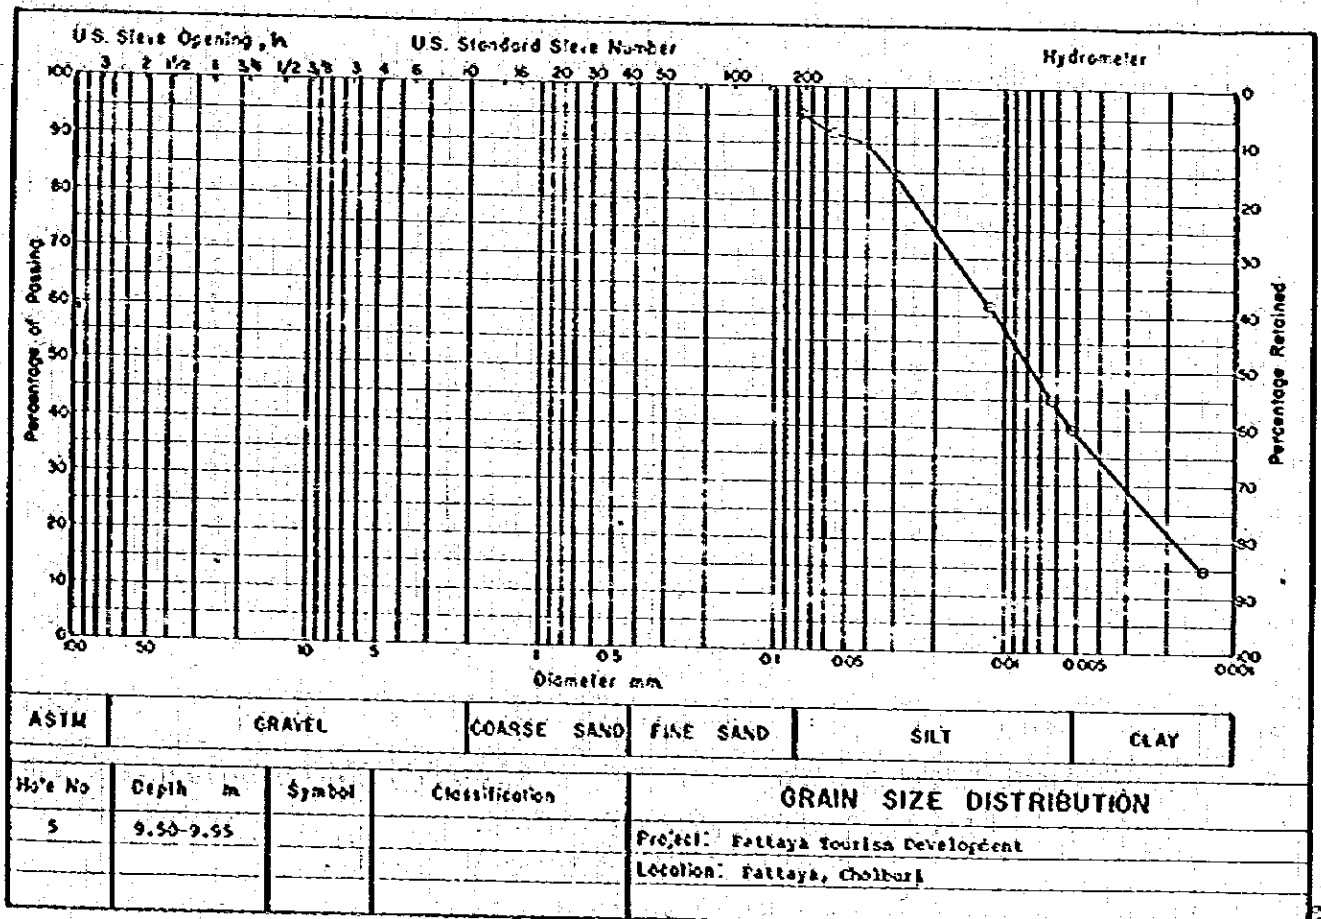 U.S. Sieve Opening, in U.S. Standard Sieve Number Hydrometer
3 2 1 1/2 1 3/4 1/2 3/8 3 4 6 10 16 20 30 40 50 100 200
100 90 80 70 60 50 40 30 20 10 0
Percentage of Passing
0 10 20 30 40 50 60 70 80 90 100
Percentage Retained
100 50 10 5 1 0.5 0.1 0.05 0.01 0.005 0.001
Diameter mm
ASTM GRAVEL COARSE SAND FINE SAND SILT CLAY
Hole No Depth m Symbol Classification GRAIN SIZE DISTRIBUTION
5 9.50-9.95
Project: Pattaya Tourism Development
Location: Pattaya, Cholburi